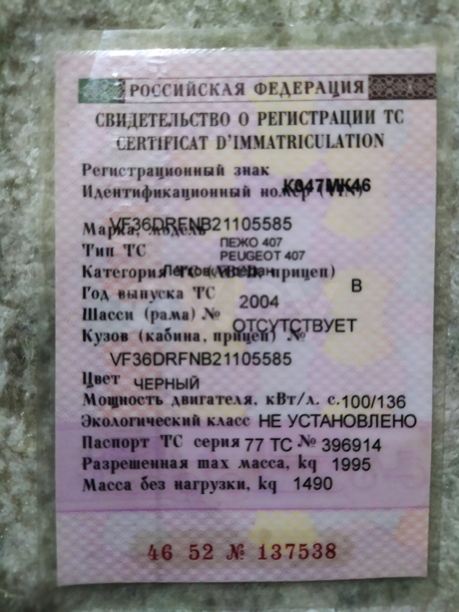 РОССИЙСКАЯ ФЕДЕРАЦИЯ
СВИДЕТЕЛЬСТВО О РЕГИСТРАЦИИ ТС
CERTIFICAT D'IMMATRICULATION
Регистрационный знак
Идентификационный номер (VIN) К047МК46
VF36DRFNB21105585
Марка, модель ПЕЖО 407
Тип ТС PEUGEOT 407
Категория ТС (ABCD, прицеп)
Год выпуска ТС B
Шасси (рама) № 2004
Кузов (кабина, прицеп) № ОТСУТСТВУЕТ
VF36DRFNB21105585
Цвет ЧЕРНЫЙ
Мощность двигателя, кВт/л. с. 100/136
Экологический класс НЕ УСТАНОВЛЕНО
Паспорт ТС серия 77 ТС № 396914
Разрешенная max масса, kg 1995
Масса без нагрузки, kg 1490
46 52 № 137538